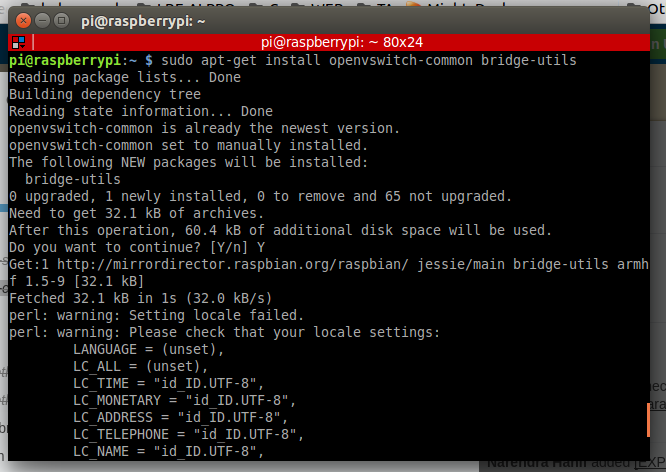 pi@raspberrypi: ~
pi@raspberrypi: ~ 80x24
pi@raspberrypi:~ $ sudo apt-get install openvswitch-common bridge-utils
Reading package lists... Done
Building dependency tree
Reading state information... Done
openvswitch-common is already the newest version.
openvswitch-common set to manually installed.
The following NEW packages will be installed:
  bridge-utils
0 upgraded, 1 newly installed, 0 to remove and 65 not upgraded.
Need to get 32.1 kB of archives.
After this operation, 60.4 kB of additional disk space will be used.
Do you want to continue? [Y/n] Y
Get:1 http://mirrordirector.raspbian.org/raspbian/ jessie/main bridge-utils armh
f 1.5-9 [32.1 kB]
Fetched 32.1 kB in 1s (32.0 kB/s)
perl: warning: Setting locale failed.
perl: warning: Please check that your locale settings:
        LANGUAGE = (unset),
        LC_ALL = (unset),
        LC_TIME = "id_ID.UTF-8",
        LC_MONETARY = "id_ID.UTF-8",
        LC_ADDRESS = "id_ID.UTF-8",
        LC_TELEPHONE = "id_ID.UTF-8",
        LC_NAME = "id_ID.UTF-8",
added [EXP